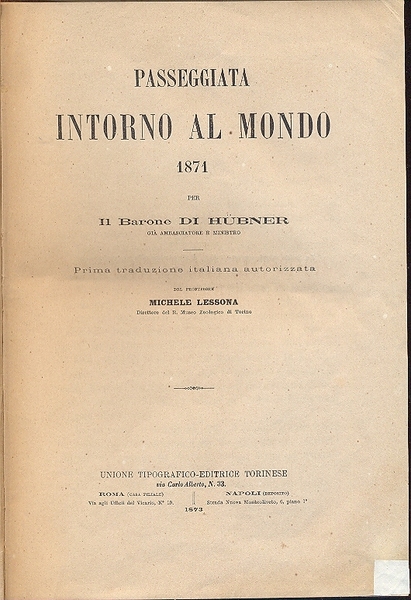 PASSEGGIATA
INTORNO AL MONDO
1871
PER
Il Barone DI HÜBNER
GIÀ AMBASCIATORE E MINISTRO
Prima traduzione italiana autorizzata
DEL PROFESSORE
MICHELE LESSONA
Direttore del R. Museo Zoologico di Torino
UNIONE TIPOGRAFICO-EDITRICE TORINESE
via Carlo Alberto, N. 33.
ROMA (CASA FILIALE)
Via agli Uffizi del Vicario, N° 19.
NAPOLI (DEPOSITO)
Strada Nuova Monteoliveto, 6, piano 1°
1873